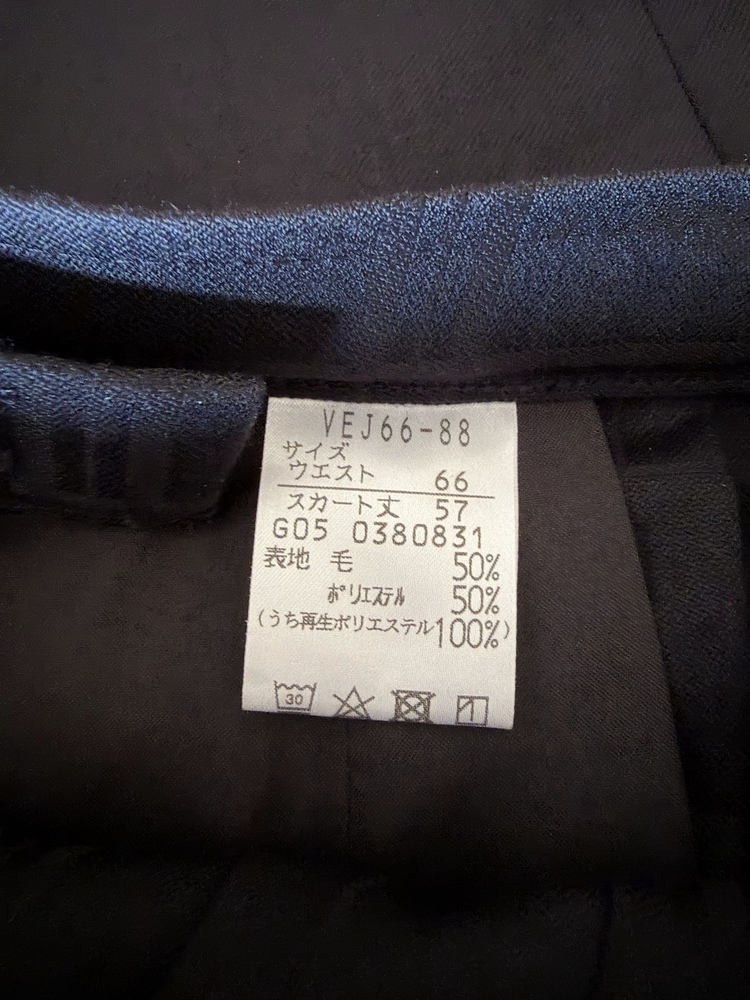 VEJ66-88
サイズ
ウエスト 66
スカート丈 57
G05 0380831
表地 毛 50%
ポリエステル 50%
(うち再生ポリエステル100%)
30